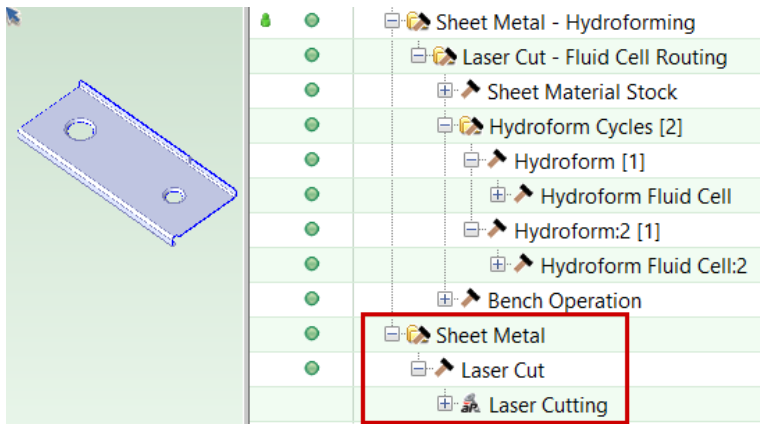 Sheet Metal - Hydroforming
Laser Cut - Fluid Cell Routing
Sheet Material Stock
Hydroform Cycles [2]
Hydroform [1]
Hydroform Fluid Cell
Hydroform:2 [1]
Hydroform Fluid Cell:2
Bench Operation
Sheet Metal
Laser Cut
aP Laser Cutting